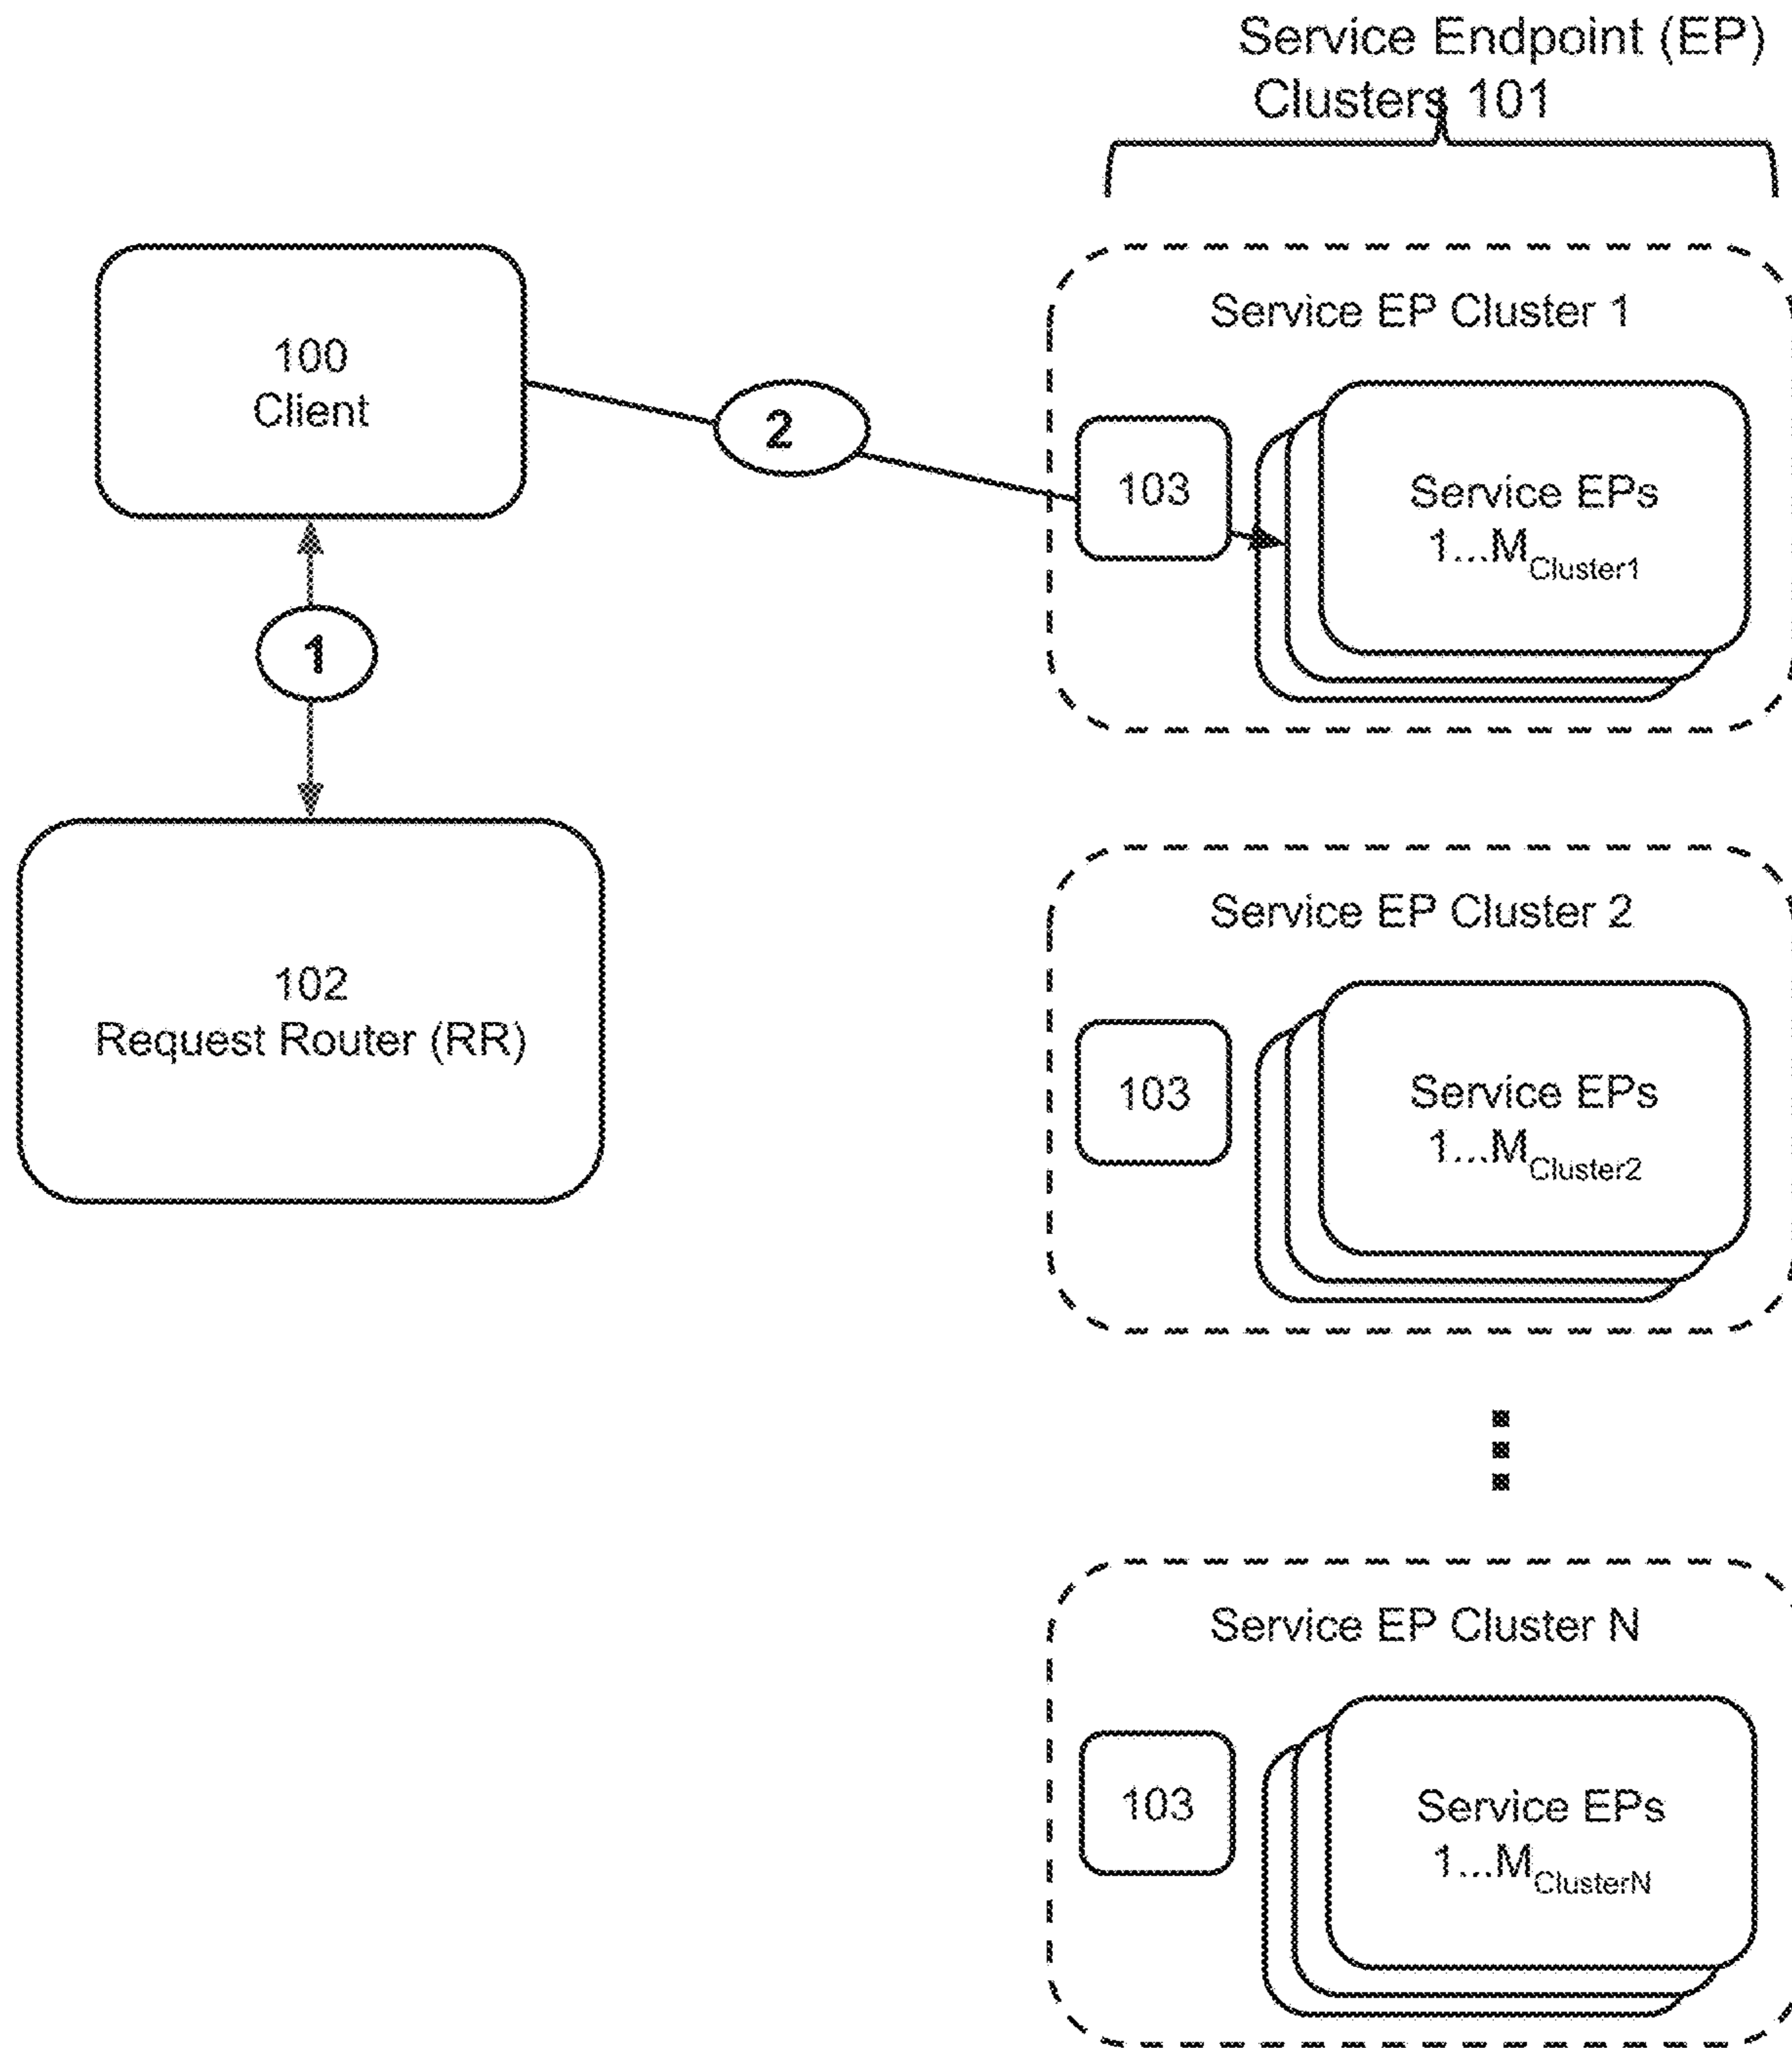 Service Endpoint (EP)
Clusters 101
100
Client
2
1
102
Request Router (RR)
Service EP Cluster 1
103
Service EPs
1...MCluster1
Service EP Cluster 2
103
Service EPs
1...MCluster2
Service EP Cluster N
103
Service EPs
1...MClusterN